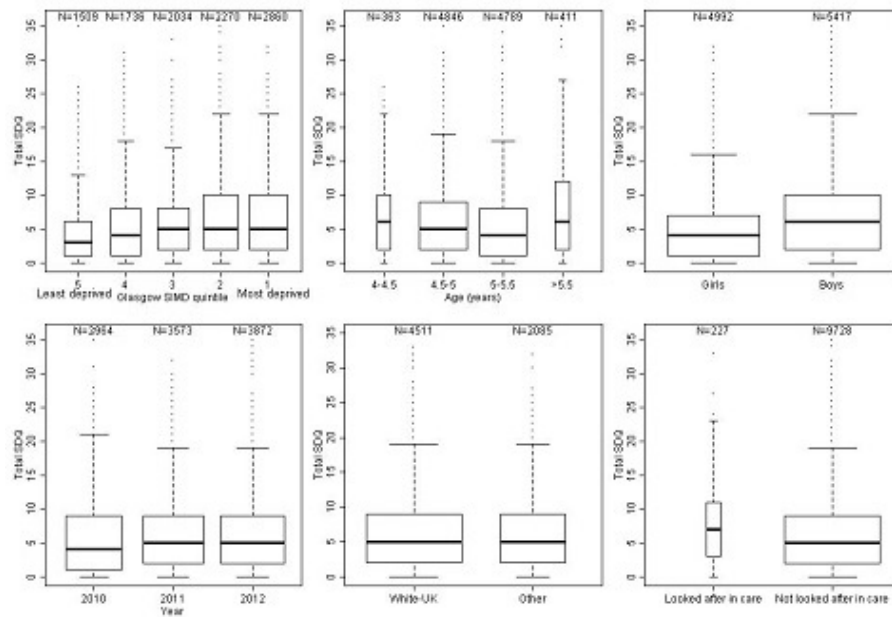 N=1509 N=1736 N=2034 N=2270 N=2860
35
30
25
20
15
10
5
0
Total SDQ
5 4 3 2 1
Least deprived Glasgow SIMD quintile Most deprived
N=363 N=4846 N=4789 N=411
35
30
25
20
15
10
5
0
Total SDQ
4-4.5 4.5-5 5-5.5 >5.5
Age (years)
N=4992 N=5417
35
30
25
20
15
10
5
0
Total SDQ
Girls Boys
N=2964 N=3573 N=3872
35
30
25
20
15
10
5
0
Total SDQ
2010 2011 2012
Year
N=4511 N=2085
35
30
25
20
15
10
5
0
Total SDQ
White-UK Other
N=227 N=9728
35
30
25
20
15
10
5
0
Total SDQ
Looked after in care Not looked after in care